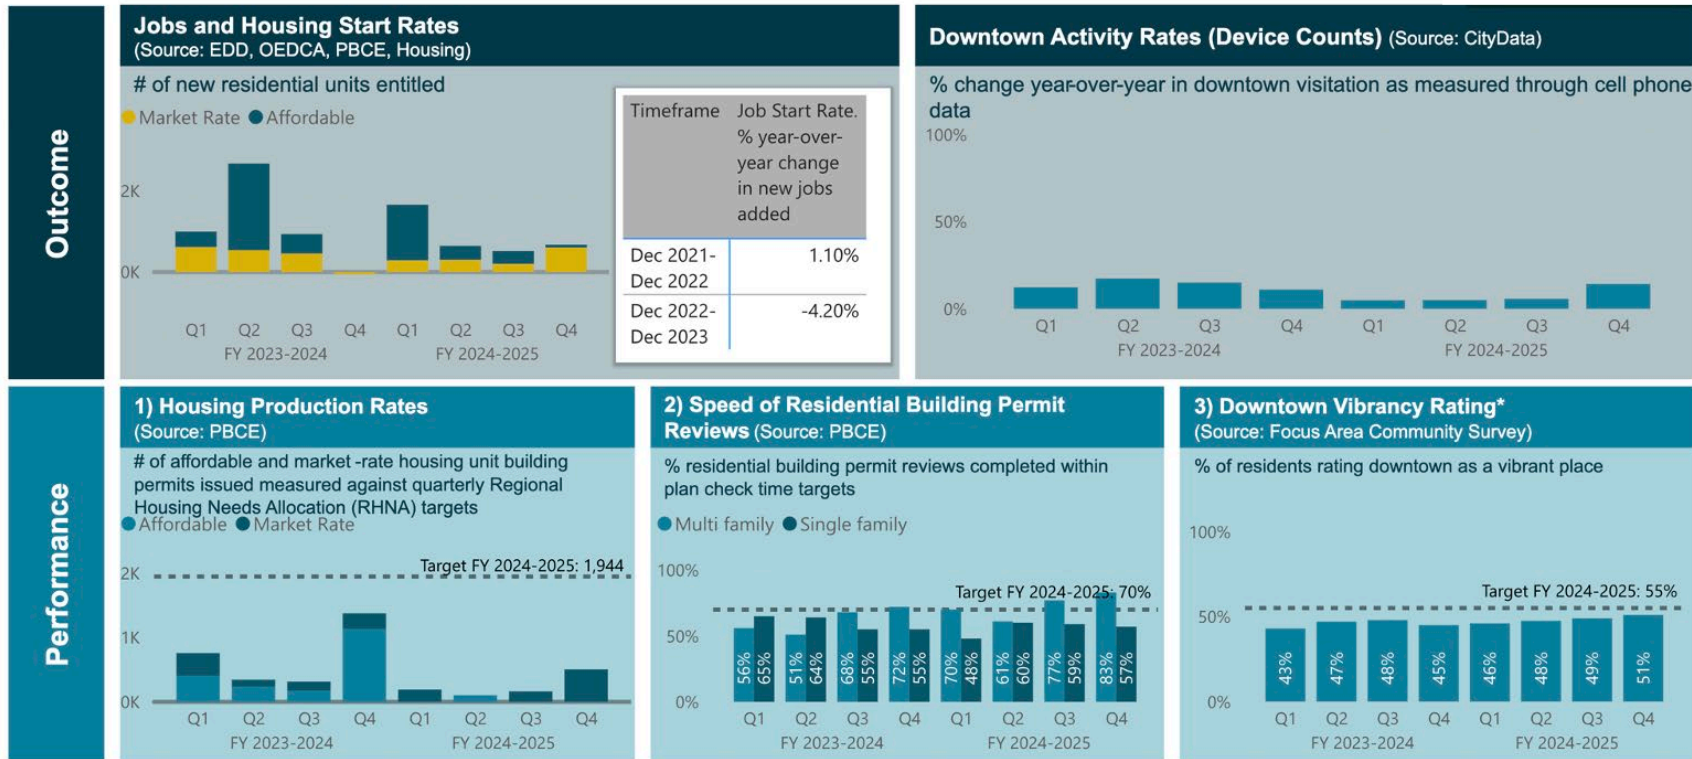 Outcome
Jobs and Housing Start Rates
(Source: EDD, OEDCA, PBCE, Housing)
# of new residential units entitled
Market Rate Affordable
2K
0K
Q1 Q2 Q3 Q4 Q1 Q2 Q3 Q4
FY 2023-2024 FY 2024-2025
Timeframe Job Start Rate.
% year-over-
year change
in new jobs
added
Dec 2021- 1.10%
Dec 2022
Dec 2022- -4.20%
Dec 2023
Downtown Activity Rates (Device Counts) (Source: CityData)
% change year-over-year in downtown visitation as measured through cell phone
data
100%
50%
0%
Q1 Q2 Q3 Q4 Q1 Q2 Q3 Q4
FY 2023-2024 FY 2024-2025
Performance
1) Housing Production Rates
(Source: PBCE)
# of affordable and market -rate housing unit building
permits issued measured against quarterly Regional
Housing Needs Allocation (RHNA) targets
Affordable Market Rate
Target FY 2024-2025: 1,944
2K
1K
0K
Q1 Q2 Q3 Q4 Q1 Q2 Q3 Q4
FY 2023-2024 FY 2024-2025
2) Speed of Residential Building Permit
Reviews (Source: PBCE)
% residential building permit reviews completed within
plan check time targets
Multi family Single family
100%
Target FY 2024-2025: 70%
50%
56% 65% 51% 64% 68% 55% 72% 55% 70% 48% 61% 60% 77% 59% 83% 57%
0%
Q1 Q2 Q3 Q4 Q1 Q2 Q3 Q4
FY 2023-2024 FY 2024-2025
3) Downtown Vibrancy Rating*
(Source: Focus Area Community Survey)
% of residents rating downtown as a vibrant place
100%
Target FY 2024-2025: 55%
50%
43% 47% 48% 45% 46% 48% 49% 51%
0%
Q1 Q2 Q3 Q4 Q1 Q2 Q3 Q4
FY 2023-2024 FY 2024-2025